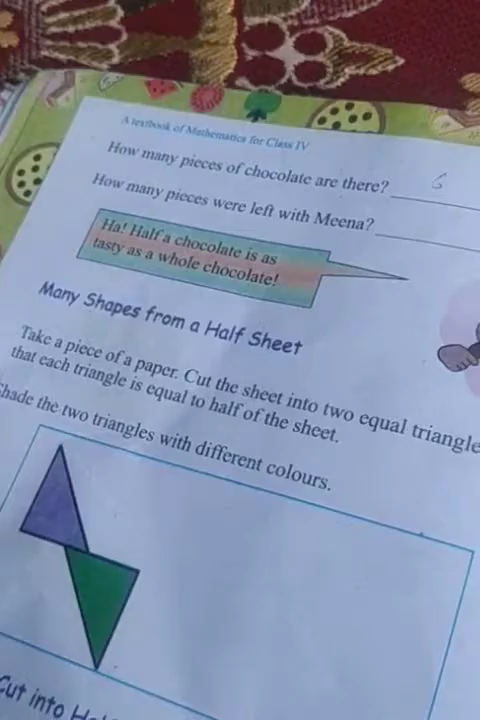 A textbook of Mathematics for Class IV
How many pieces of chocolate are there? 6
How many pieces were left with Meena?
Ha! Half a chocolate is as
tasty as a whole chocolate!
Many Shapes from a Half Sheet
Take a piece of a paper. Cut the sheet into two equal triangle
that each triangle is equal to half of the sheet.
hade the two triangles with different colours.
Cut into